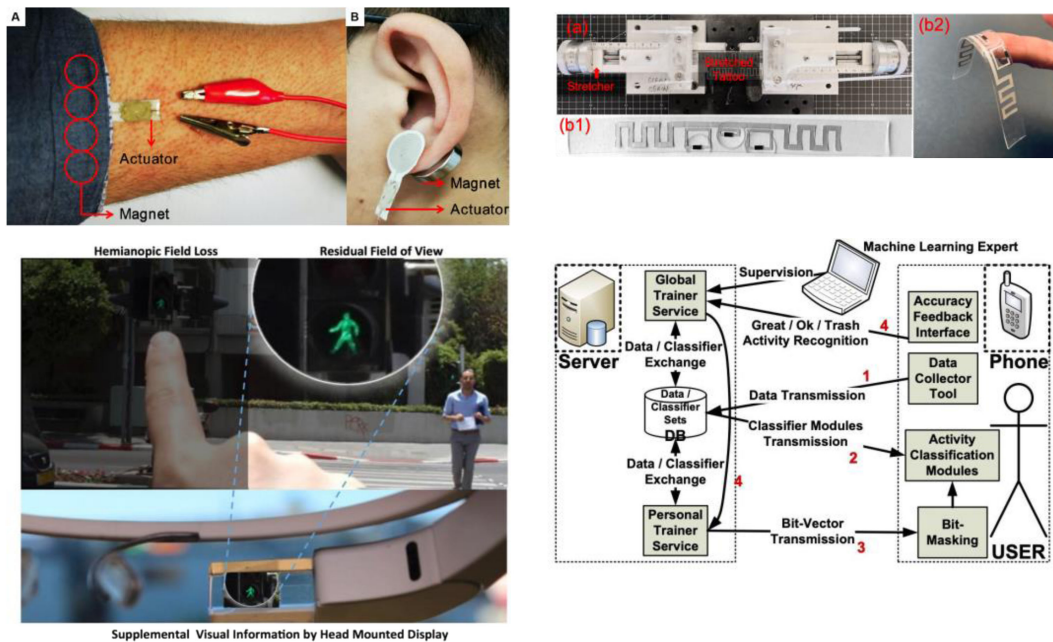 A
B
Actuator
Magnet
Magnet
Actuator
(a)
Stretcher
Stretched
Tattoo
(b1)
(b2)
Hemianopic Field Loss
Residual Field of View
Supplemental Visual Information by Head Mounted Display
Server
Global
Trainer
Service
Supervision
Machine Learning Expert
Great / Ok / Trash
Activity Recognition
4
Accuracy
Feedback
Interface
Phone
Data / Classifier
Exchange
1
Data Transmission
Data
Collector
Tool
Data /
Classifier
Sets
DB
Classifier Modules
Transmission
2
Activity
Classification
Modules
Data / Classifier
Exchange
4
Personal
Trainer
Service
Bit-Vector
Transmission
3
Bit-
Masking
USER